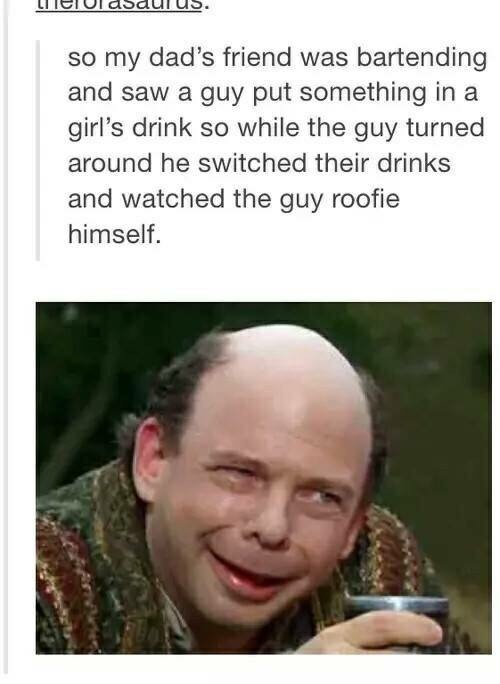 therorasaurus:
so my dad's friend was bartending
and saw a guy put something in a
girl's drink so while the guy turned
around he switched their drinks
and watched the guy roofie
himself.